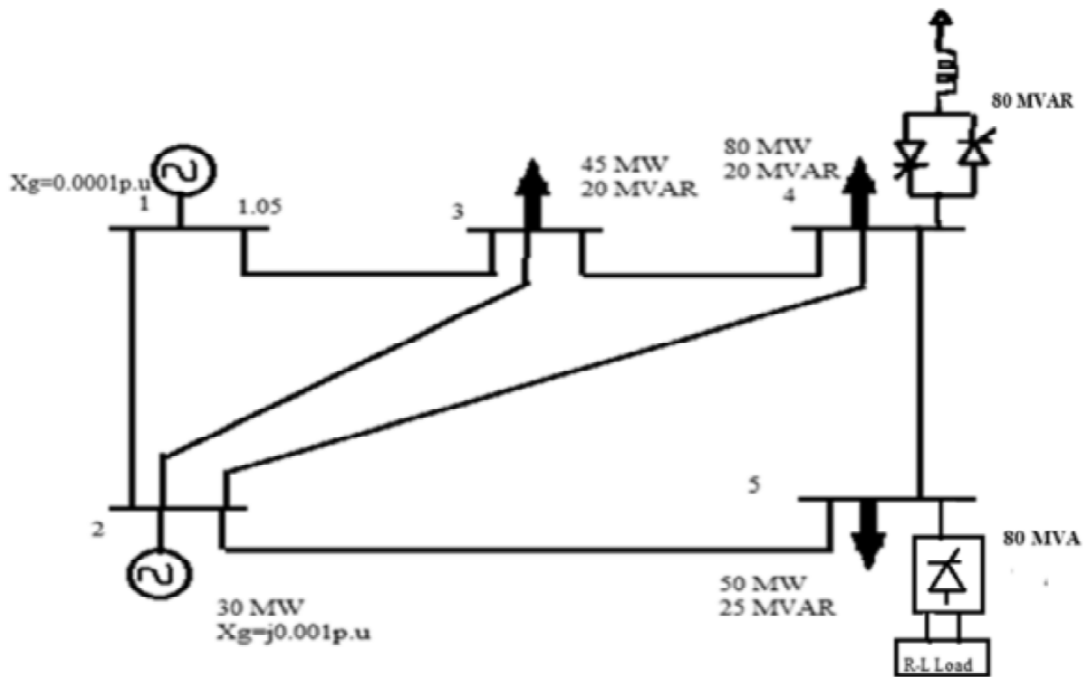 80 MVAR
Xg=0.0001p.u
1
1.05
3
45 MW
20 MVAR
80 MW
20 MVAR
4
2
30 MW
Xg=j0.001p.u
5
50 MW
25 MVAR
80 MVA
R-L Load